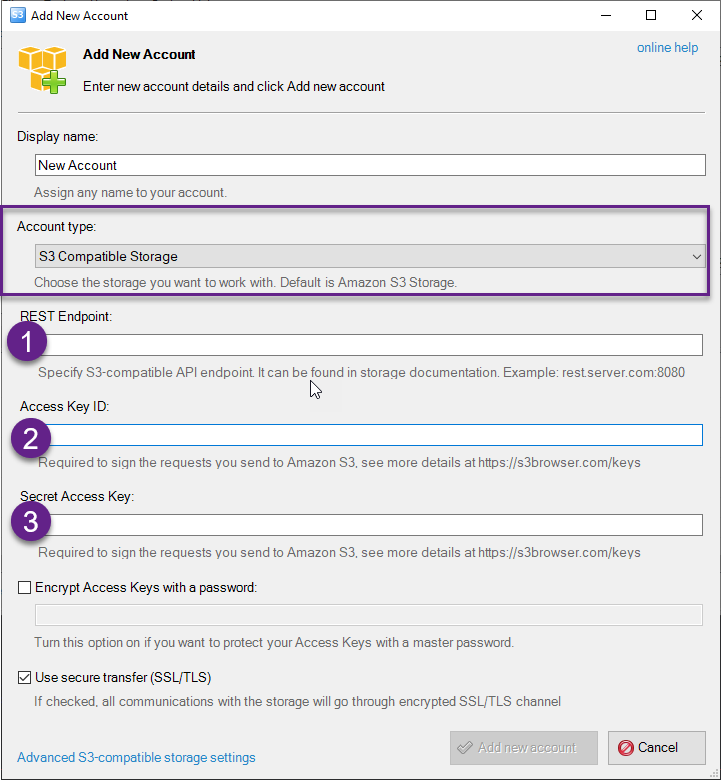 S3 Add New Account
Add New Account
online help
Enter new account details and click Add new account
Display name:
New Account
Assign any name to your account.
Account type:
S3 Compatible Storage
Choose the storage you want to work with. Default is Amazon S3 Storage.
REST Endpoint:
1
Specify S3-compatible API endpoint. It can be found in storage documentation. Example: rest.server.com:8080
Access Key ID:
2
Required to sign the requests you send to Amazon S3, see more details at https://s3browser.com/keys
Secret Access Key:
3
Required to sign the requests you send to Amazon S3, see more details at https://s3browser.com/keys
Encrypt Access Keys with a password:
Turn this option on if you want to protect your Access Keys with a master password.
Use secure transfer (SSL/TLS)
If checked, all communications with the storage will go through encrypted SSL/TLS channel
Add new account
Cancel
Advanced S3-compatible storage settings